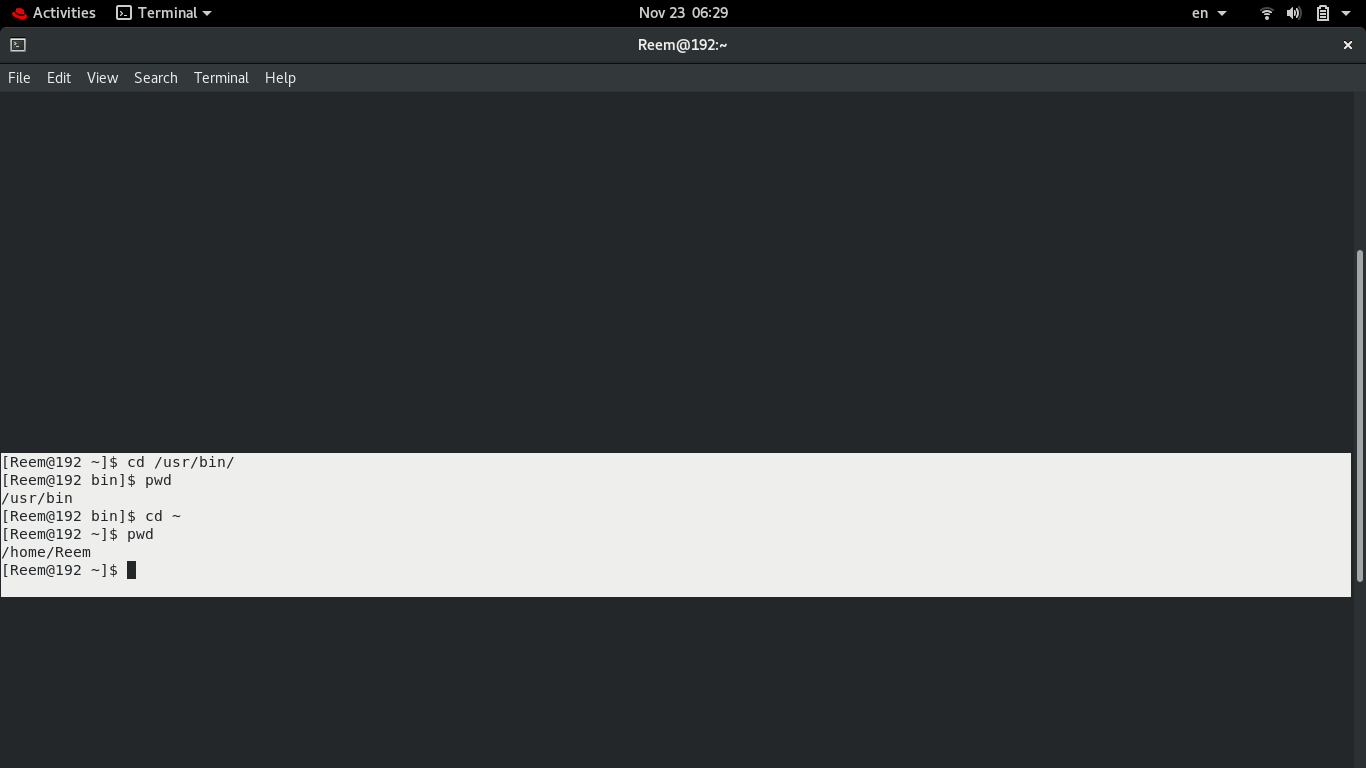 Activities Terminal Nov 23 06:29 en
Reem@192:~
File Edit View Search Terminal Help
[Reem@192 ~]$ cd /usr/bin/
[Reem@192 bin]$ pwd
/usr/bin
[Reem@192 bin]$ cd ~
[Reem@192 ~]$ pwd
/home/Reem
[Reem@192 ~]$